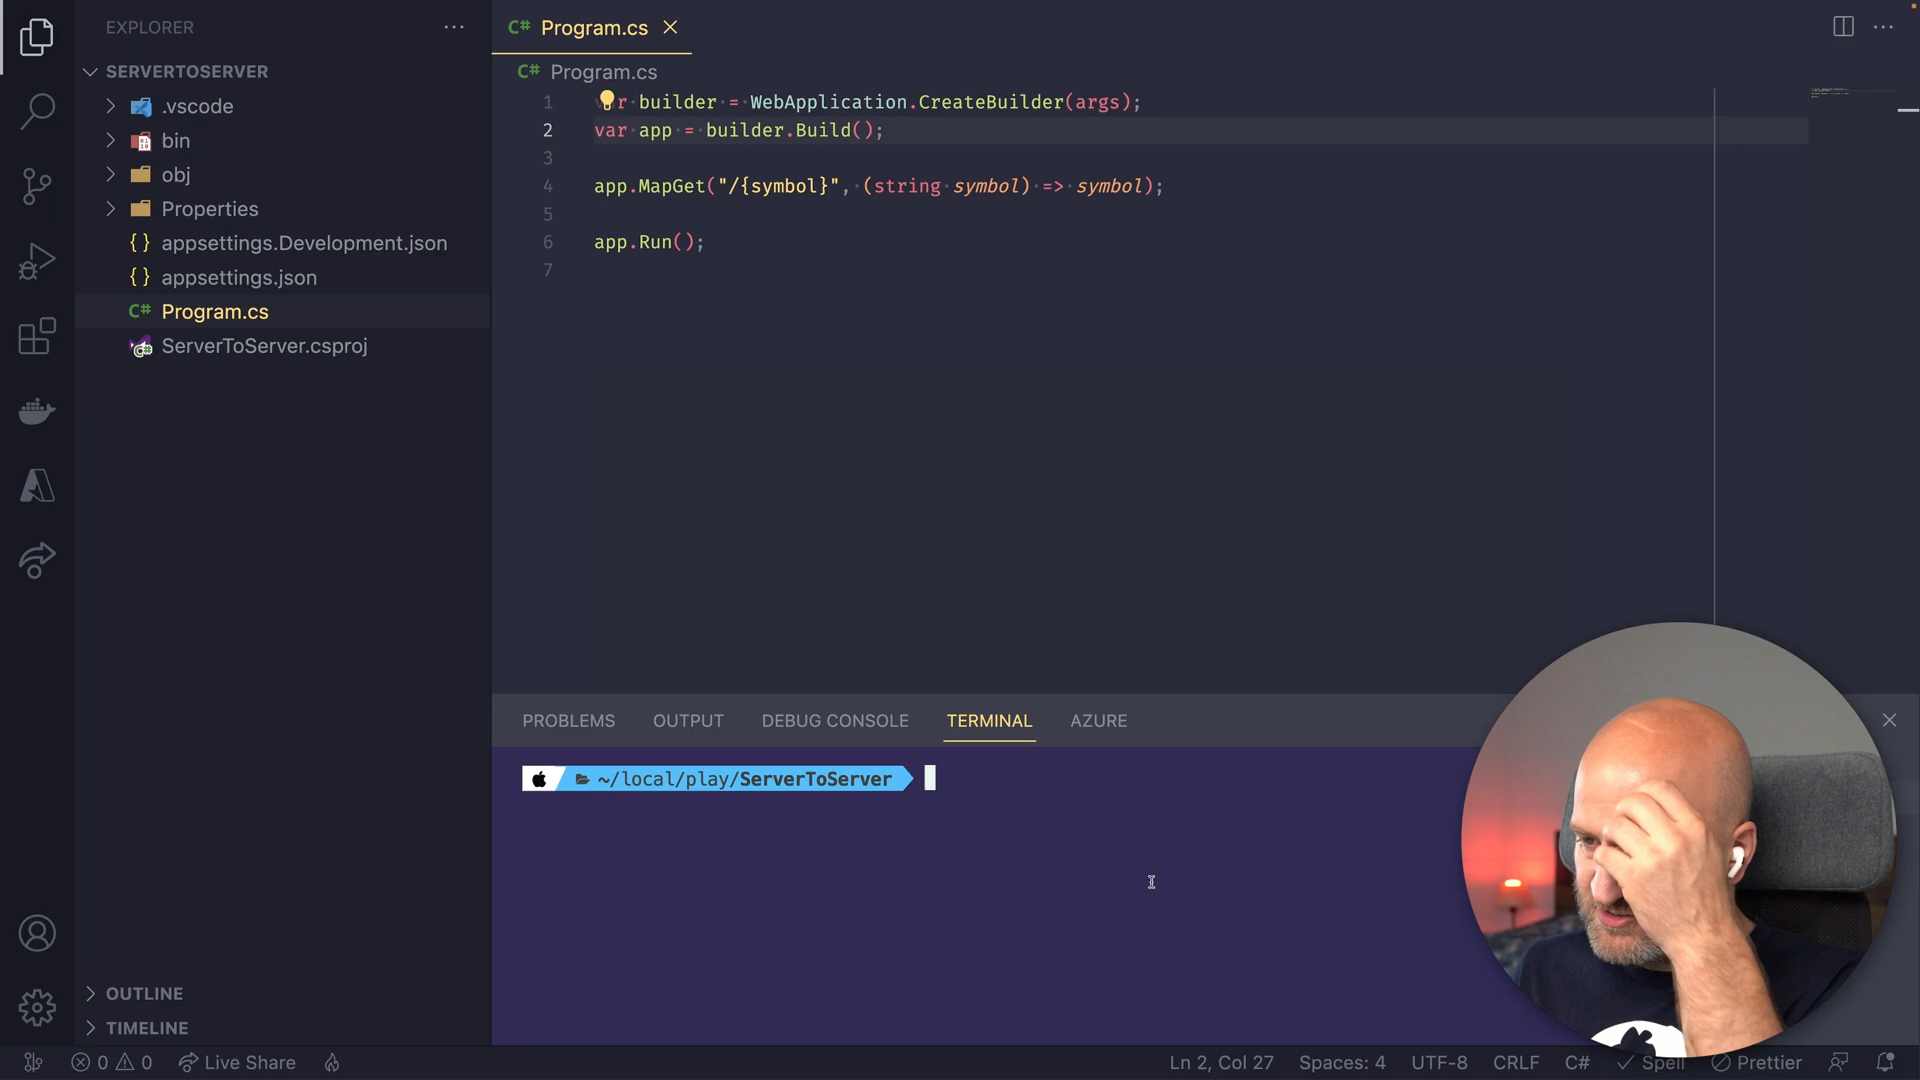 EXPLORER
SERVERTOSERVER
.vscode
bin
obj
Properties
{ } appsettings.Development.json
{ } appsettings.json
C# Program.cs
ServerToServer.csproj
OUTLINE
TIMELINE
C# Program.cs
C# Program.cs
1 r builder = WebApplication.CreateBuilder(args);
2 var app = builder.Build();
3
4 app.MapGet("/{symbol}", (string symbol) => symbol);
5
6 app.Run();
7
PROBLEMS OUTPUT DEBUG CONSOLE TERMINAL AZURE
~/local/play/ServerToServer
0 0 Live Share Ln 2, Col 27 Spaces: 4 UTF-8 CRLF C# Spell Prettier